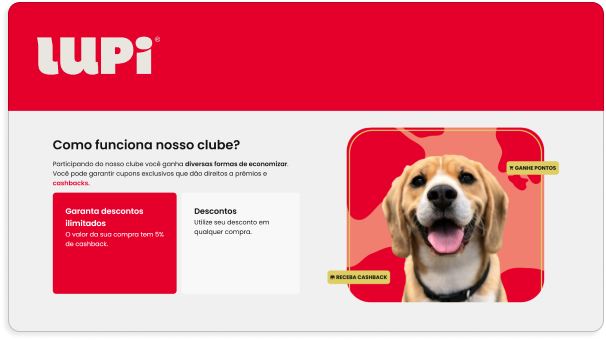 LUPi®
Como funciona nosso clube?
Participando do nosso clube você ganha diversas formas de economizar.
Você pode garantir cupons exclusivos que dão direitos a prêmios e
cashbacks.
Garanta descontos
ilimitados
O valor da sua compra tem 5%
de cashback.
Descontos
Utilize seu desconto em
qualquer compra.
GANHE PONTOS
RECEBA CASHBACK